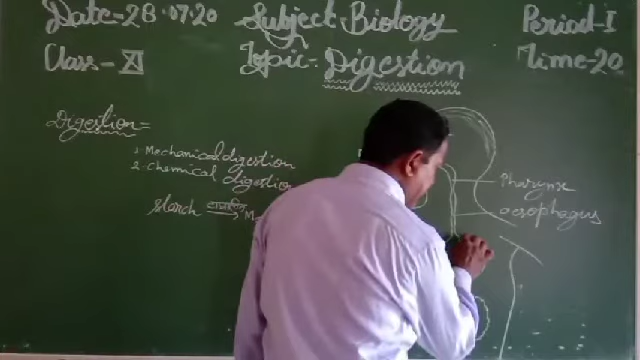 Date-28.07.20 Subject-Biology Period-I
Class-XI Topic-Digestion Time-20
Digestion=
1. Mechanical digestion
2. Chemical digestion
Starch → M
Pharynx
oesophagus